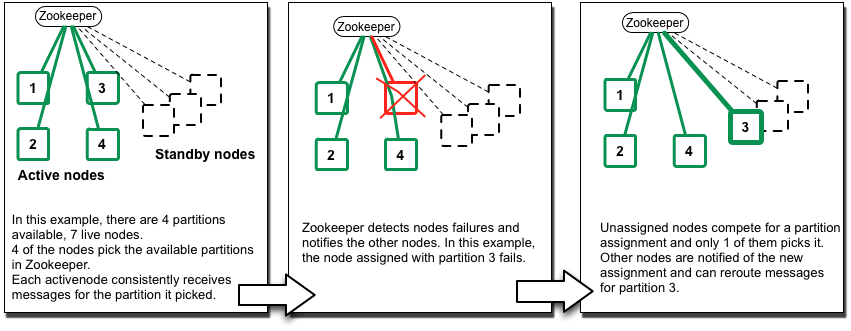 Zookeeper
1
3
2
4
Standby nodes
Active nodes
In this example, there are 4 partitions
available, 7 live nodes.
4 of the nodes pick the available partitions
in Zookeeper.
Each activenode consistently receives
messages for the partition it picked.
Zookeeper
1
2
4
Zookeeper detects nodes failures and
notifies the other nodes. In this example,
the node assigned with partition 3 fails.
Zookeeper
1
3
2
4
Unassigned nodes compete for a partition
assignment and only 1 of them picks it.
Other nodes are notified of the new
assignment and can reroute messages
for partition 3.